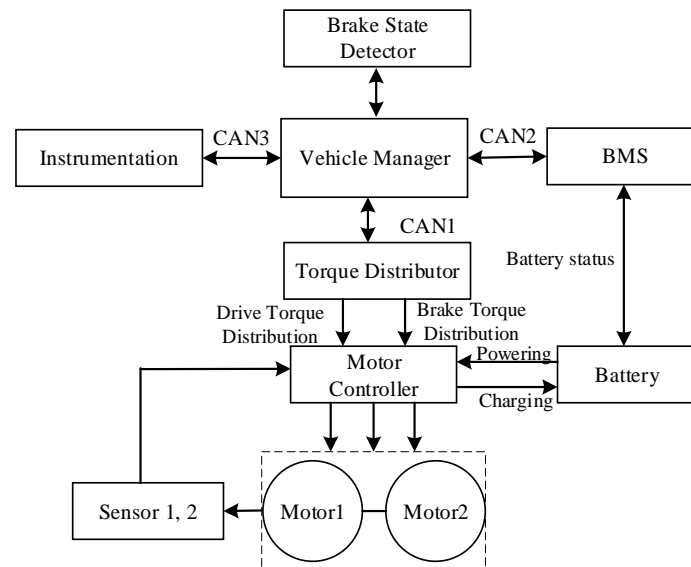 Brake State
Detector
CAN3
CAN2
Instrumentation
Vehicle Manager
BMS
CAN1
Battery status
Torque Distributor
Drive Torque
Distribution
Brake Torque
Distribution
Powering
Motor
Controller
Battery
Charging
Sensor 1, 2
Motor1
Motor2